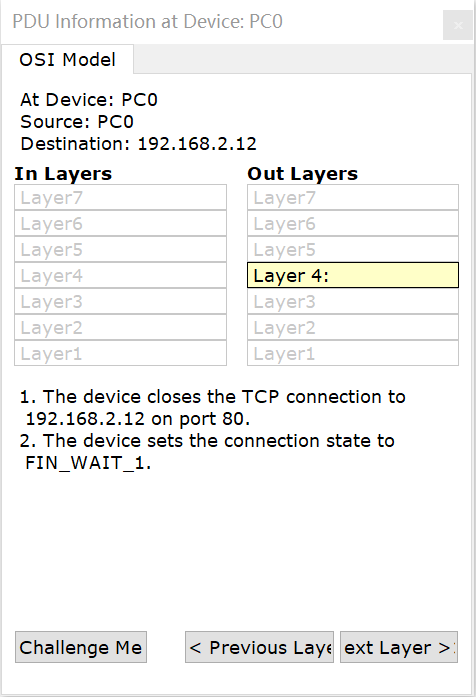 PDU Information at Device: PC0
×
OSI Model
At Device: PC0
Source: PC0
Destination: 192.168.2.12
In Layers
Out Layers
Layer7
Layer7
Layer6
Layer6
Layer5
Layer5
Layer4
Layer 4:
Layer3
Layer3
Layer2
Layer2
Layer1
Layer1
1. The device closes the TCP connection to
192.168.2.12 on port 80.
2. The device sets the connection state to
FIN_WAIT_1.
Challenge Me
< Previous Laye
ext Layer >